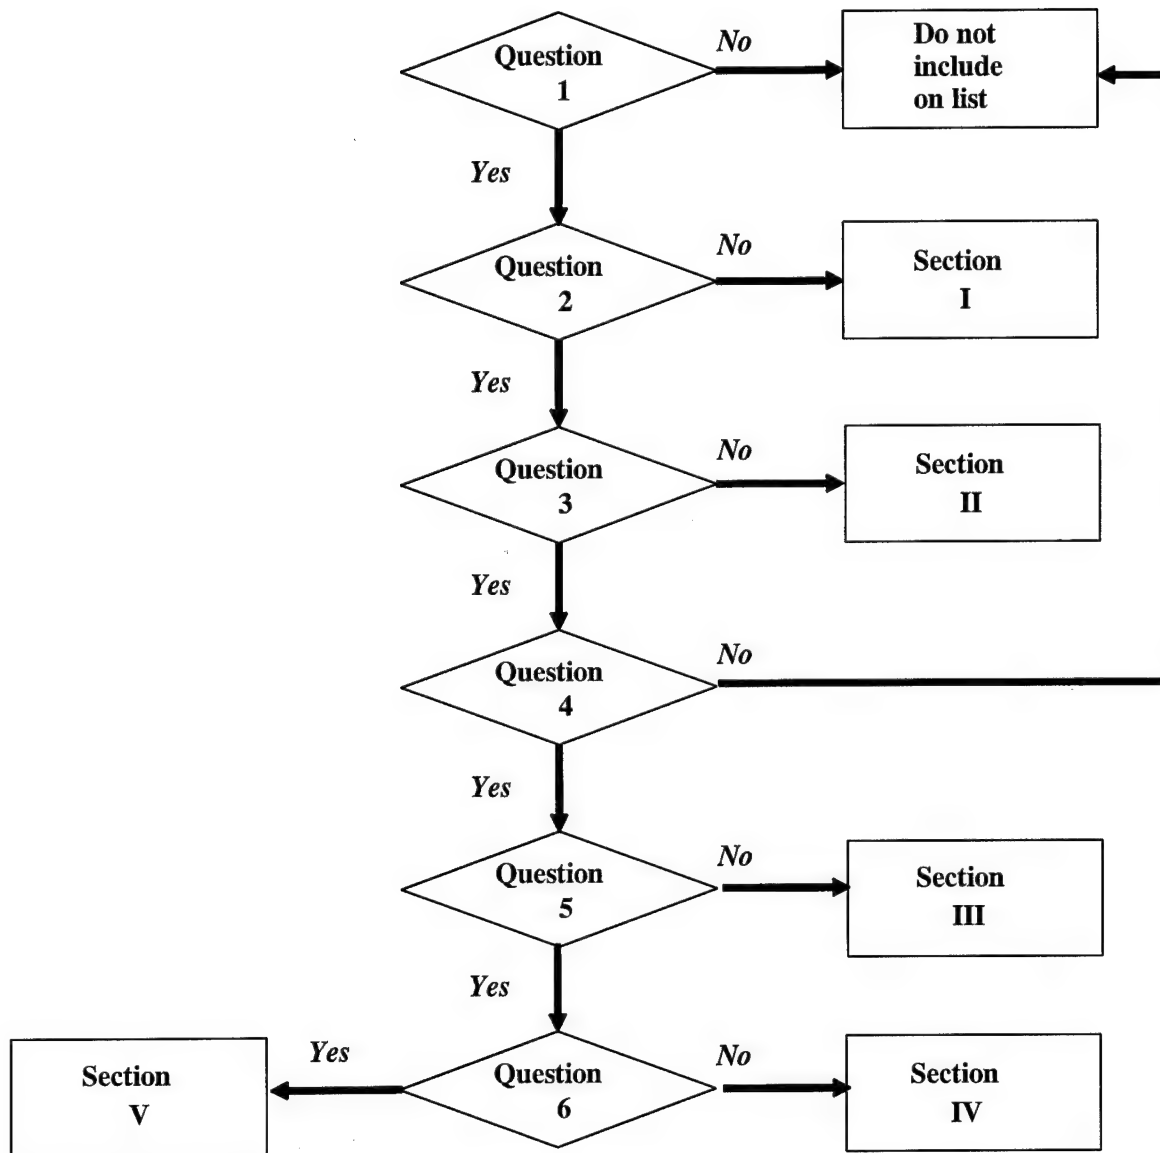 Question
1
No
Do not
include
on list
Yes
Question
2
No
Section
I
Yes
Question
3
No
Section
II
Yes
Question
4
No
Yes
Question
5
No
Section
III
Yes
Question
6
Yes
Section
V
No
Section
IV